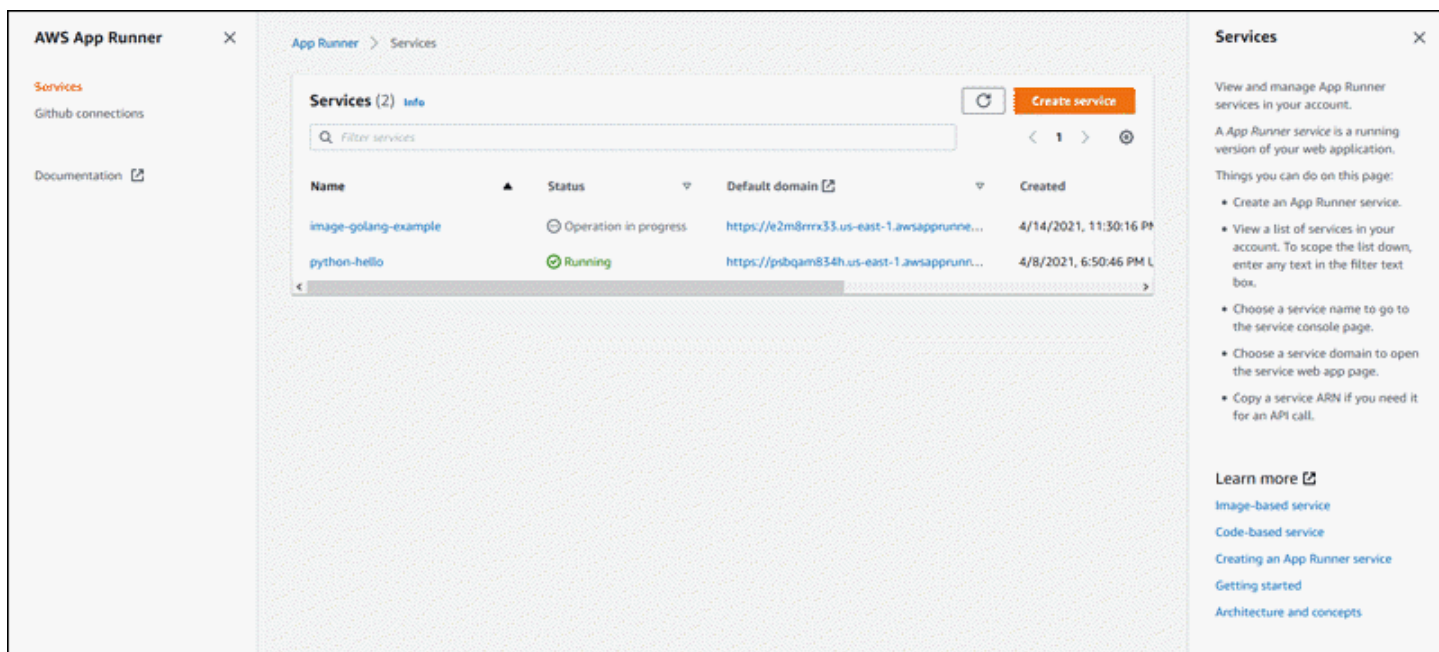 AWS App Runner
Services
Github connections
Documentation
App Runner > Services
Services (2) Info
Create service
Filter services
< 1 >
Name Status Default domain Created
image-golang-example Operation in progress https://e2m8rrrx33.us-east-1.awsapprunne... 4/14/2021, 11:30:16 PM
python-hello Running https://psbqam834h.us-east-1.awsapprunn... 4/8/2021, 6:50:46 PM U
Services
View and manage App Runner
services in your account.
A App Runner service is a running
version of your web application.
Things you can do on this page:
• Create an App Runner service.
• View a list of services in your
account. To scope the list down,
enter any text in the filter text
box.
• Choose a service name to go to
the service console page.
• Choose a service domain to open
the service web app page.
• Copy a service ARN if you need it
for an API call.
Learn more
Image-based service
Code-based service
Creating an App Runner service
Getting started
Architecture and concepts